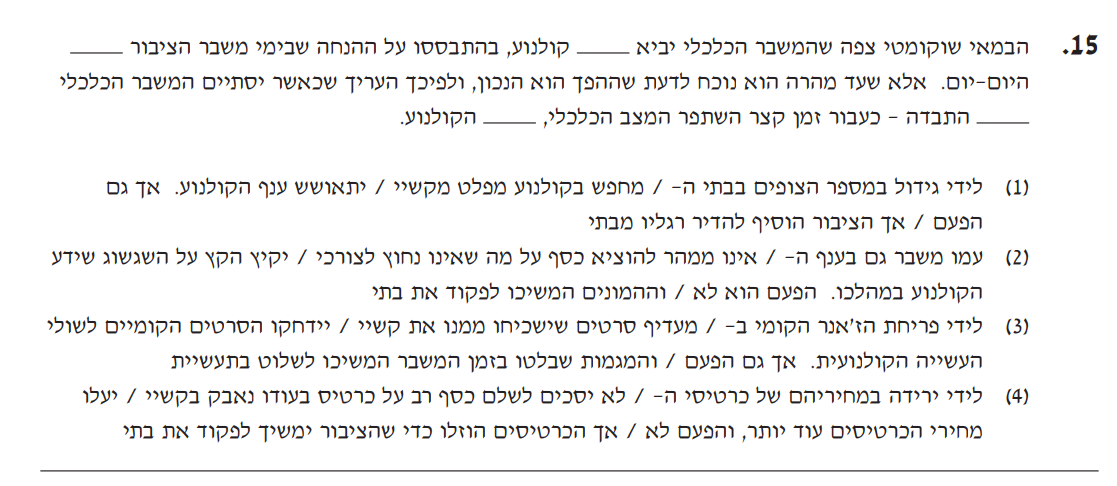 15. הבמאי שוקומטי צפה שהמשבר הכלכלי יביא _____ קולנוע, בהתבססו על ההנחה שבימי משבר הציבור _____
היום-יום. אלא שעד מהרה הוא נוכח לדעת שההפך הוא הנכון, ולפיכך העריך שכאשר יסתיים המשבר הכלכלי
_____ התבדה - כעבור זמן קצר השתפר המצב הכלכלי, _____ הקולנוע.
(1) לידי גידול במספר הצופים בבתי ה- / מחפש בקולנוע מפלט מקשיי / יתאושש ענף הקולנוע. אך גם
הפעם / אך הציבור הוסיף להדיר רגליו מבתי
(2) עמו משבר גם בענף ה- / אינו ממהר להוציא כסף על מה שאינו נחוץ לצורכי / יקיץ הקץ על השגשוג שידע
הקולנוע במהלכו. הפעם הוא לא / וההמונים המשיכו לפקוד את בתי
(3) לידי פריחת הז'אנר הקומי ב- / מעדיף סרטים שישכיחו ממנו את קשיי / יידחקו הסרטים הקומיים לשולי
העשייה הקולנועית. אך גם הפעם / והמגמות שבלטו בזמן המשבר המשיכו לשלוט בתעשיית
(4) לידי ירידה במחיריהם של כרטיסי ה- / לא יסכים לשלם כסף רב על כרטיס בעודו נאבק בקשיי / יעלו
מחירי הכרטיסים עוד יותר, והפעם לא / אך הכרטיסים הוזלו כדי שהציבור ימשיך לפקוד את בתי